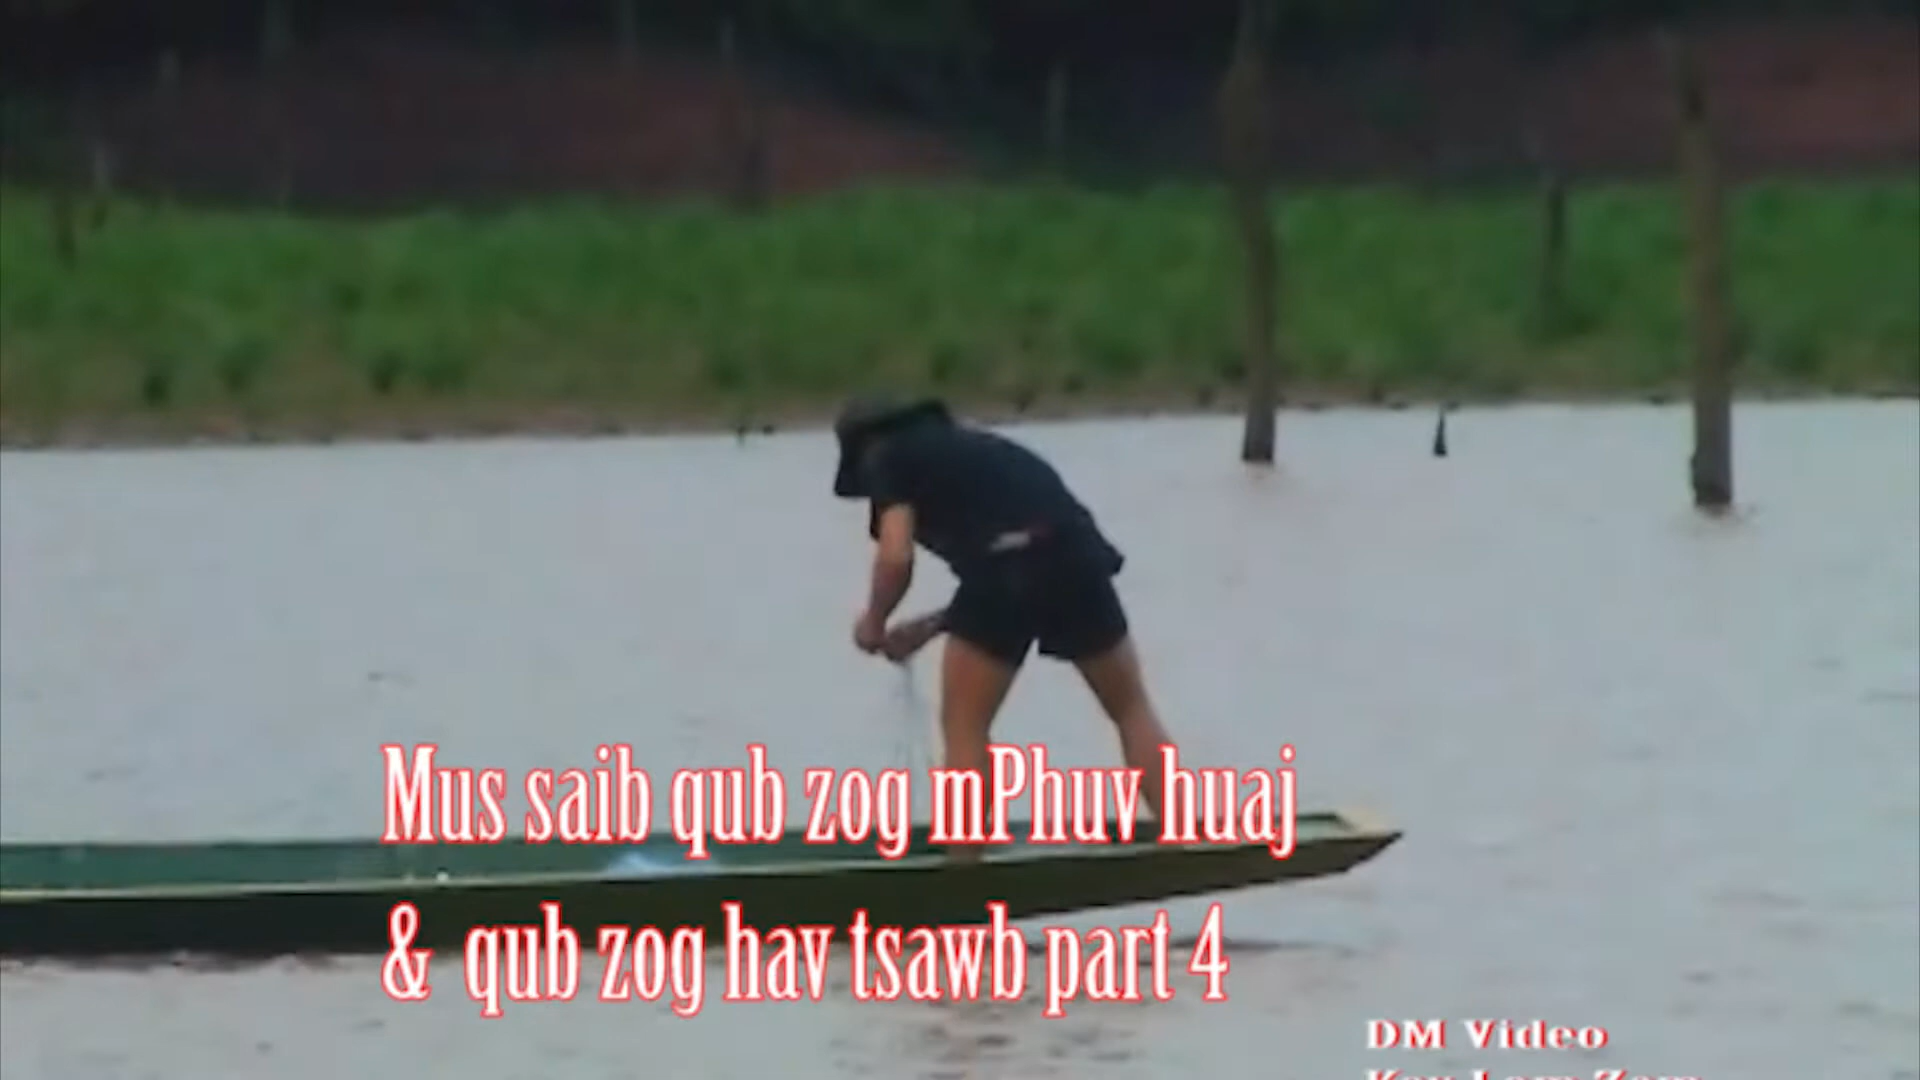 Mus saib qub zog mPhuv huaj
& qub zog hav tsawb part 4
DM Video